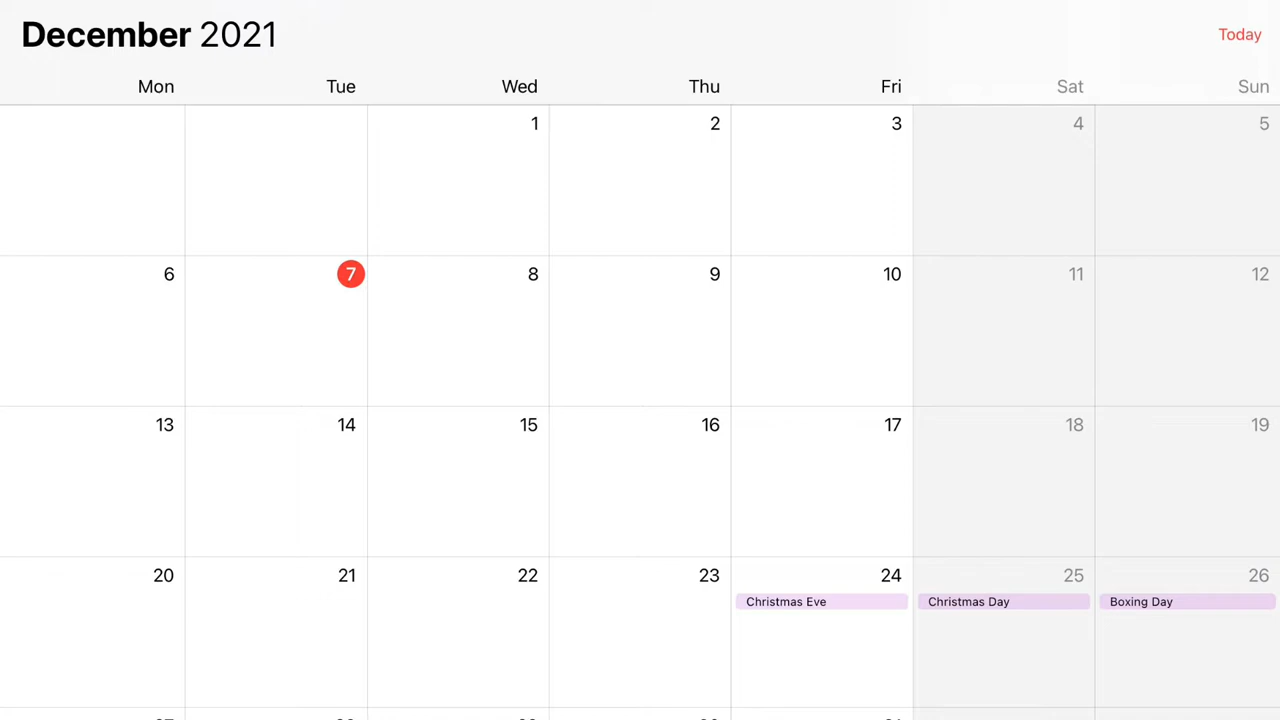 December 2021 Today
Mon Tue Wed Thu Fri Sat Sun
1 2 3 4 5
6 7 8 9 10 11 12
13 14 15 16 17 18 19
20 21 22 23 24 25 26
Christmas Eve Christmas Day Boxing Day